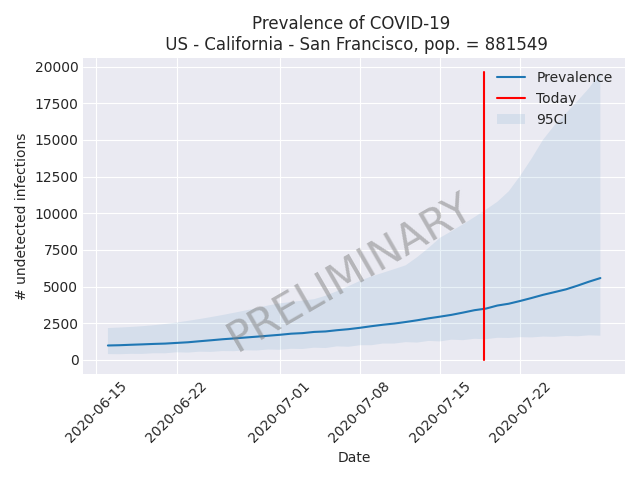 Prevalence of COVID-19
US - California - San Francisco, pop. = 881549
20000
17500
15000
12500
10000
7500
5000
2500
0
# undetected infections
Prevalence
Today
95CI
PRELIMINARY
2020-06-15
2020-06-22
2020-07-01
2020-07-08
2020-07-15
2020-07-22
Date